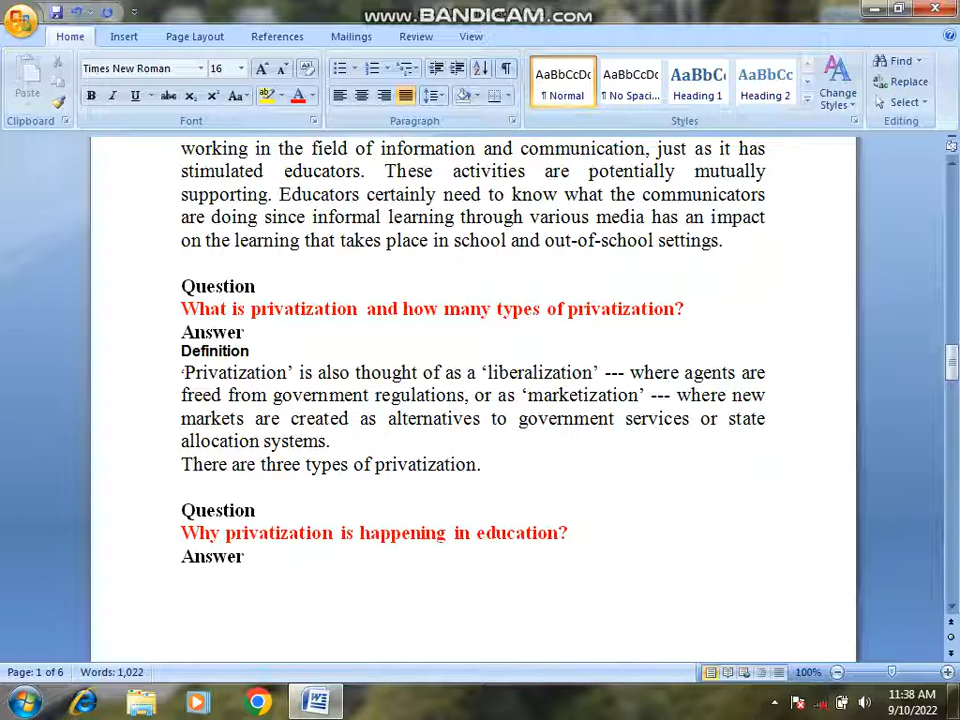 www.BANDICAM.com
Home Insert Page Layout References Mailings Review View
Paste
Clipboard
Times New Roman 16
B I U abc X₂ X² Aa
Font
Paragraph
AaBbCcDc AaBbCcDc AaBbC AaBbCc
¶ Normal ¶ No Spaci... Heading 1 Heading 2
Change Styles
Styles
Find
Replace
Select
Editing
working in the field of information and communication, just as it has
stimulated educators. These activities are potentially mutually
supporting. Educators certainly need to know what the communicators
are doing since informal learning through various media has an impact
on the learning that takes place in school and out-of-school settings.
Question
What is privatization and how many types of privatization?
Answer
Definition
‘Privatization’ is also thought of as a ‘liberalization’ --- where agents are
freed from government regulations, or as ‘marketization’ --- where new
markets are created as alternatives to government services or state
allocation systems.
There are three types of privatization.
Question
Why privatization is happening in education?
Answer
Page: 1 of 6 Words: 1,022 100%
11:38 AM
9/10/2022